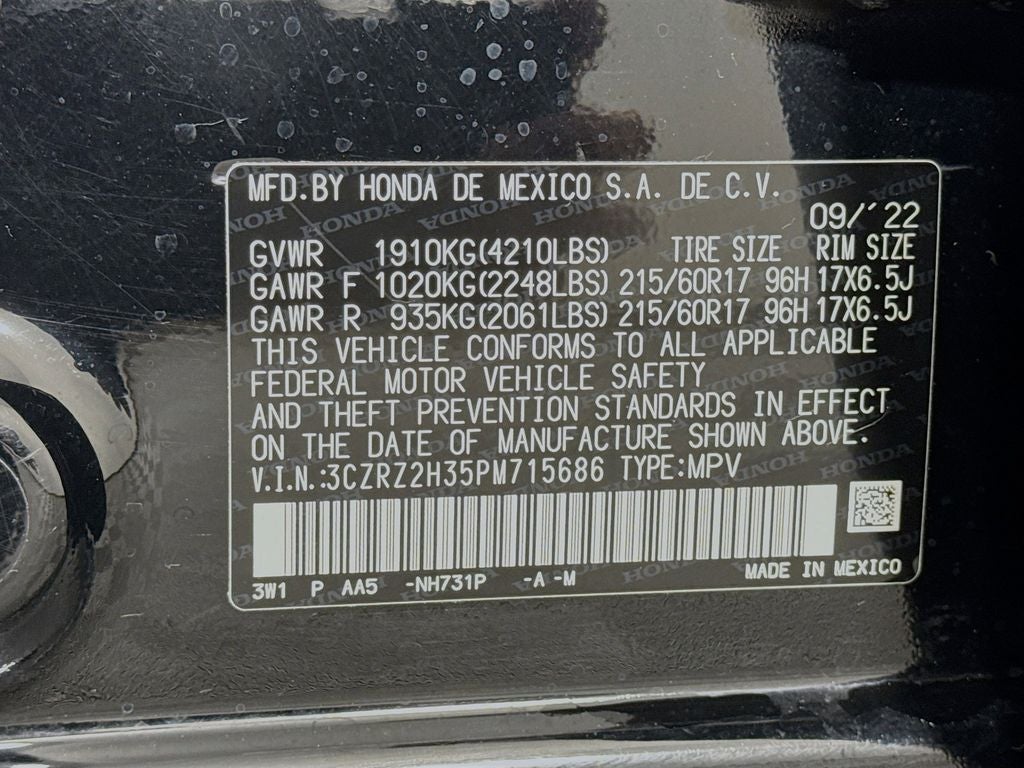 MFD.BY HONDA DE MEXICO S.A. DE C.V.
09/'22
GVWR 1910KG(4210LBS) TIRE SIZE RIM SIZE
GAWR F 1020KG(2248LBS) 215/60R17 96H 17X6.5J
GAWR R 935KG(2061LBS) 215/60R17 96H 17X6.5J
THIS VEHICLE CONFORMS TO ALL APPLICABLE
FEDERAL MOTOR VEHICLE SAFETY
AND THEFT PREVENTION STANDARDS IN EFFECT
ON THE DATE OF MANUFACTURE SHOWN ABOVE.
V.I.N.:3CZRZ2H35PM715686 TYPE:MPV
3W1 P AA5 -NH731P -A -M MADE IN MEXICO